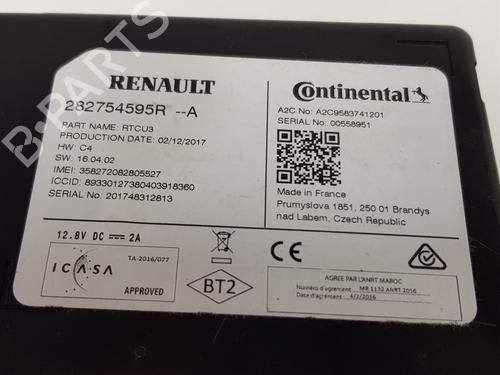 RENAULT
282754595R --A
PART NAME: RTCU3
PRODUCTION DATE: 02/12/2017
HW: C4
SW: 16.04.02
IMEI: 358272082805527
ICCID: 89330127380403918360
SERIAL NO: 201748312813
Continental
A2C No: A2C9583741201
SERIAL NO: 00558951
Made in France
Prumyslova 1851, 250 01 Brandys
nad Labem, Czech Republic
12.8V DC 2A
TA-2016/077
ICASA
APPROVED
BT2
CE
AGREE PAR L'ANRT MAROC
Numéro d'agrément : MR 1132 ANRT 2016
Date d'agrément : 4/2/2016
B-PARTS